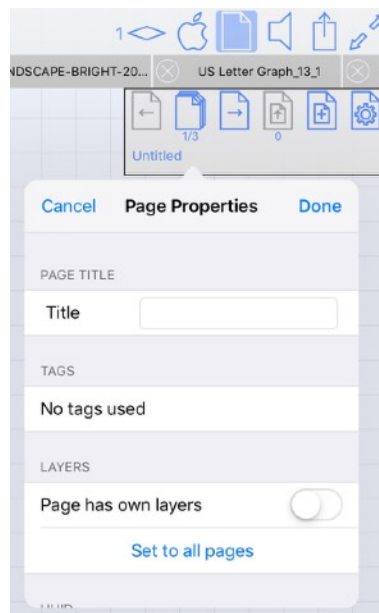 1
NDSCAPE-BRIGHT-20... US Letter Graph_13_1
1/3 0
Untitled
Cancel Page Properties Done
PAGE TITLE
Title
TAGS
No tags used
LAYERS
Page has own layers
Set to all pages
UUID